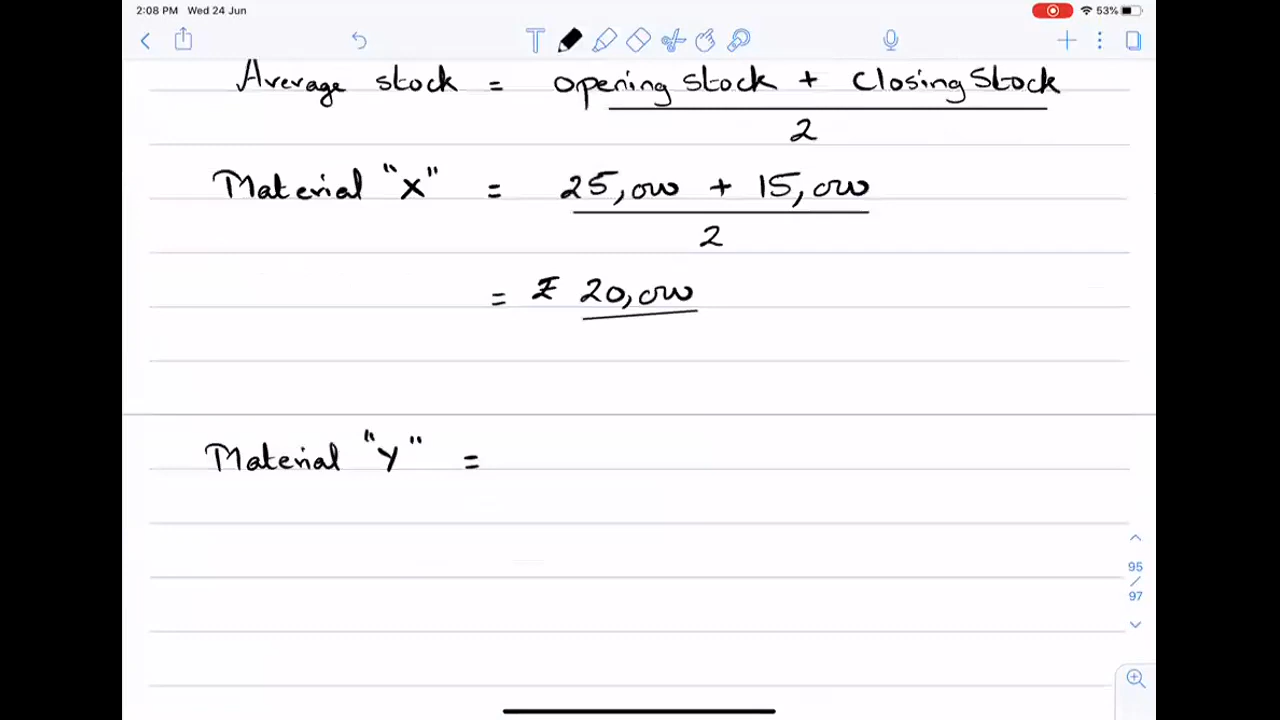 2:08 PM Wed 24 Jun 53%
T
Average stock = opening stock + Closing Stock
2
Material "X" = 25,000 + 15,000
2
= ₹ 20,000
Material "Y" =
95
/
97